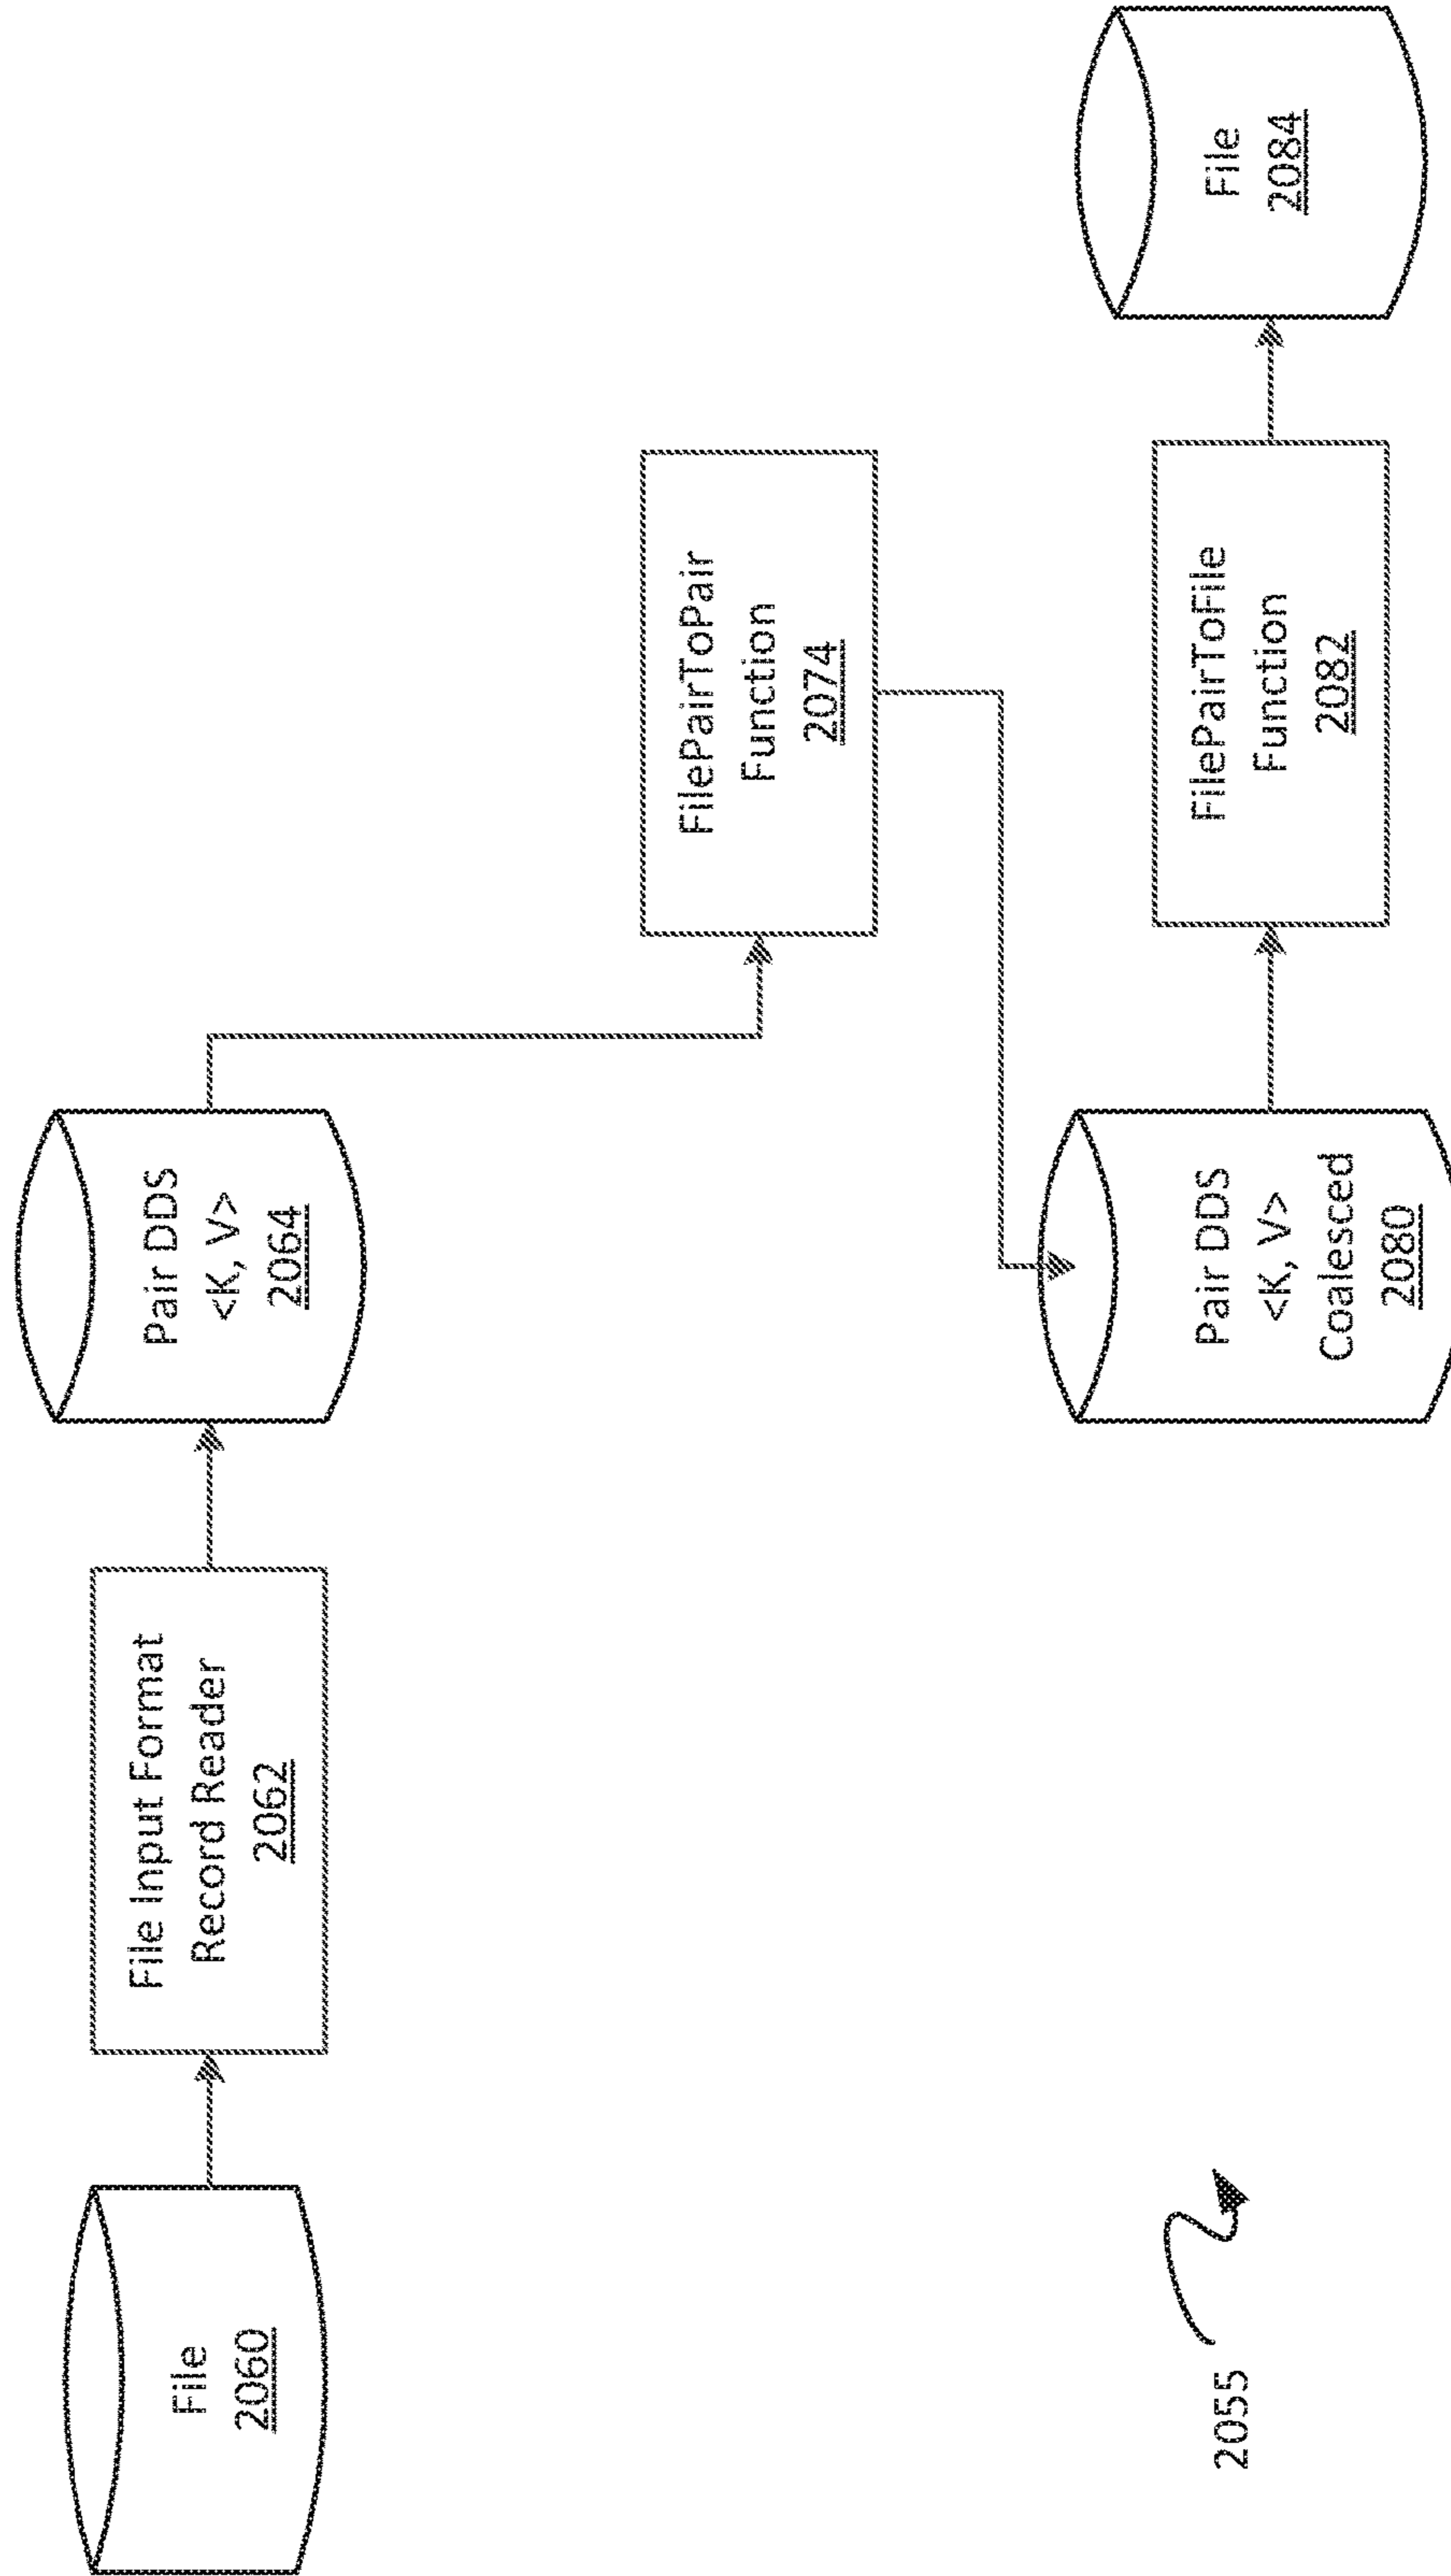 File
2060
File Input Format
Record Reader
2062
Pair DDS
<K, V>
2064
FilePairToPair
Function
2074
Pair DDS
<K, V>
Coalesced
2080
FilePairToFile
Function
2082
File
2084
2055